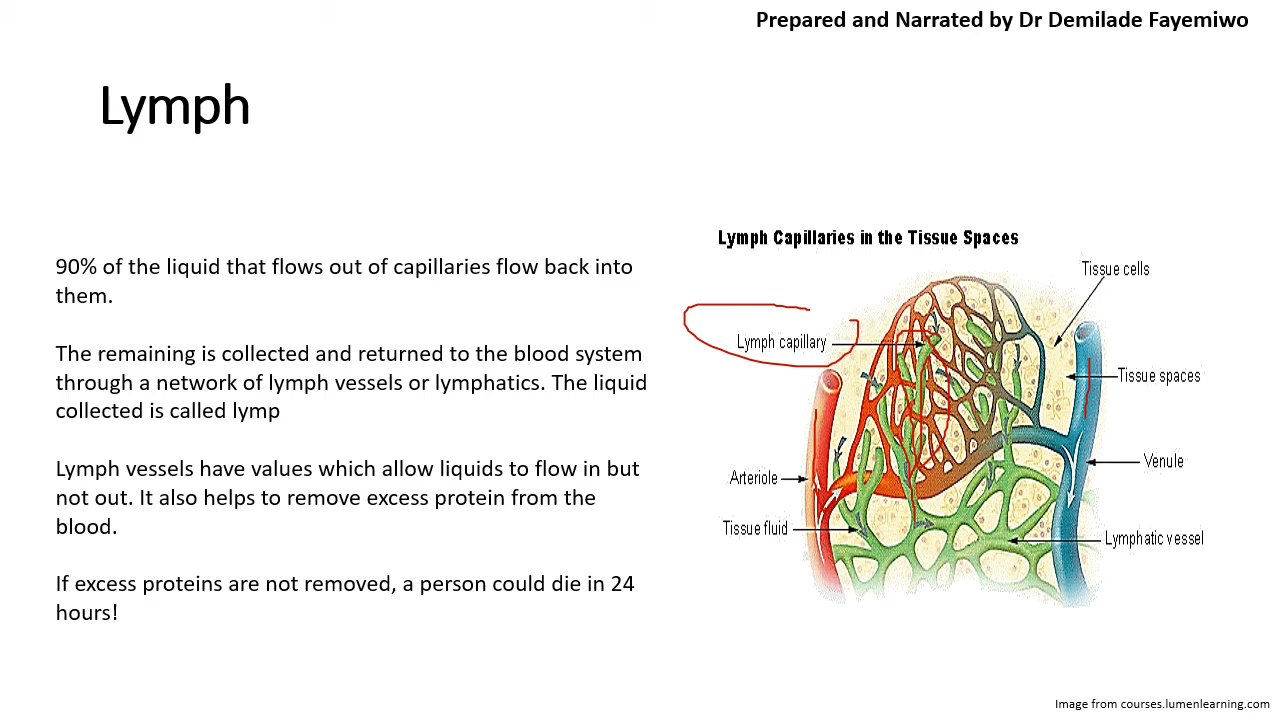 Prepared and Narrated by Dr Demilade Fayemiwo
Lymph
90% of the liquid that flows out of capillaries flow back into
them.
The remaining is collected and returned to the blood system
through a network of lymph vessels or lymphatics. The liquid
collected is called lymp
Lymph vessels have values which allow liquids to flow in but
not out. It also helps to remove excess protein from the
blood.
If excess proteins are not removed, a person could die in 24
hours!
Lymph Capillaries in the Tissue Spaces
Tissue cells
Lymph capillary
Tissue spaces
Venule
Arteriole
Tissue fluid
Lymphatic vessel
Image from courses.lumenlearning.com